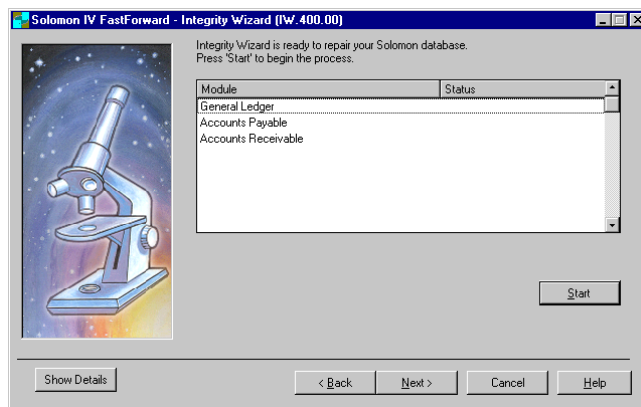 Solomon IV FastForward - Integrity Wizard (IW.400.00)
Integrity Wizard is ready to repair your Solomon database.
Press 'Start' to begin the process.
Module Status
General Ledger
Accounts Payable
Accounts Receivable
Start
Show Details < Back Next > Cancel Help